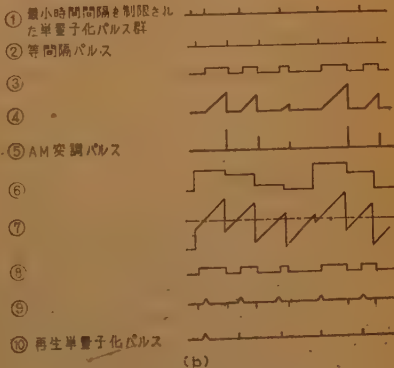 ① 最小時間間隔を制限され
た単量子化パルス群
② 等間隔パルス
③
④
⑤ AM変調パルス
⑥
⑦
⑧
⑨
⑩ 再生単量子化パルス
(b)